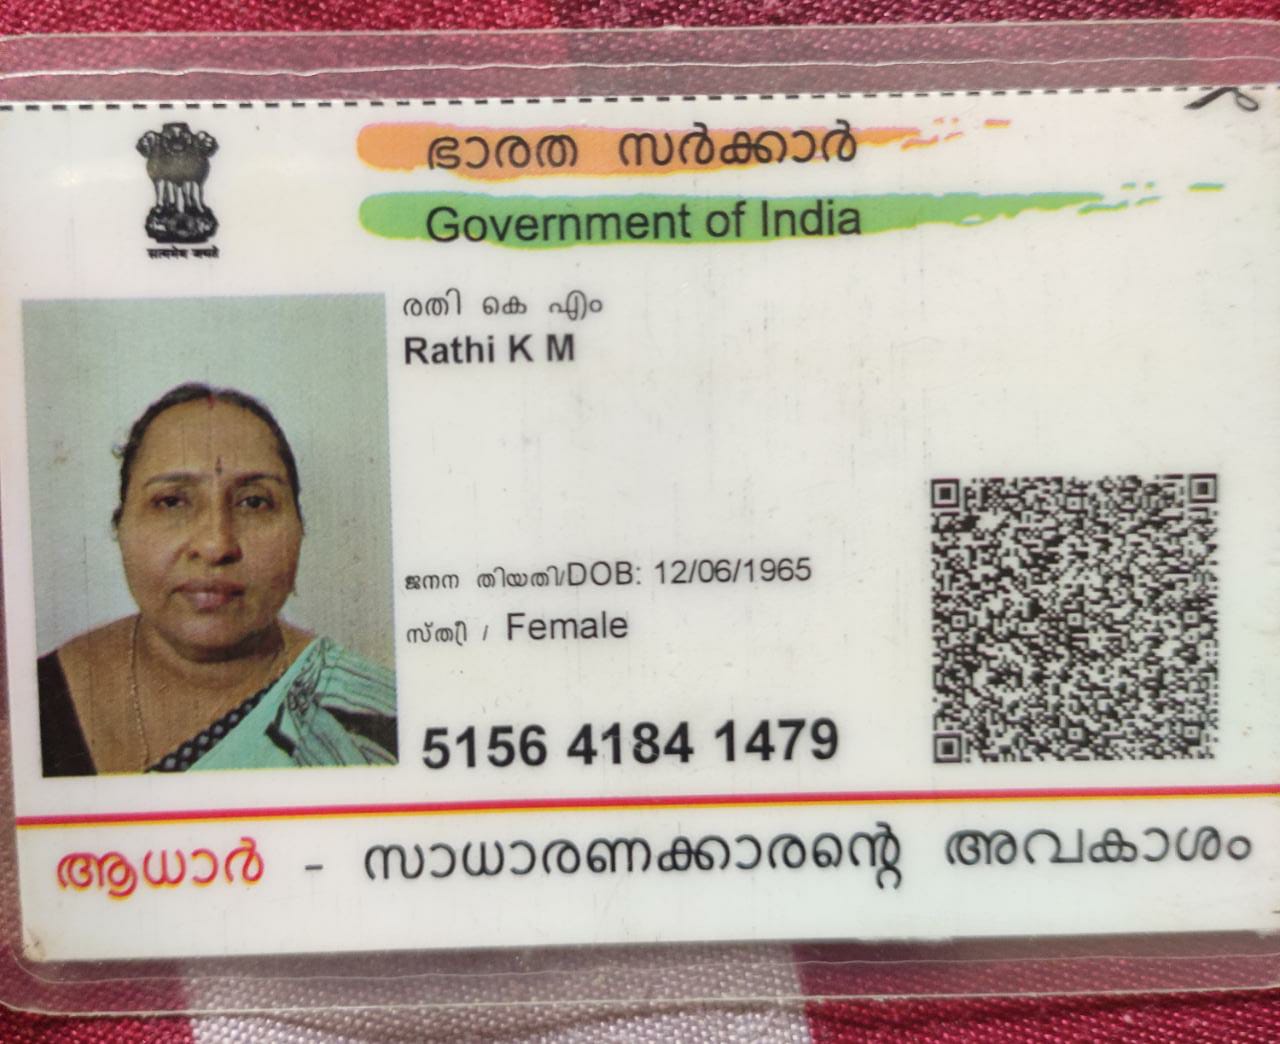 ഭാരത സർക്കാർ
Government of India
सत्यमेव जयते
രതി കെ എം
Rathi K M
ജനന തിയതി/DOB: 12/06/1965
സ്ത്രീ / Female
5156 4184 1479
ആധാർ - സാധാരണക്കാരന്റെ അവകാശം